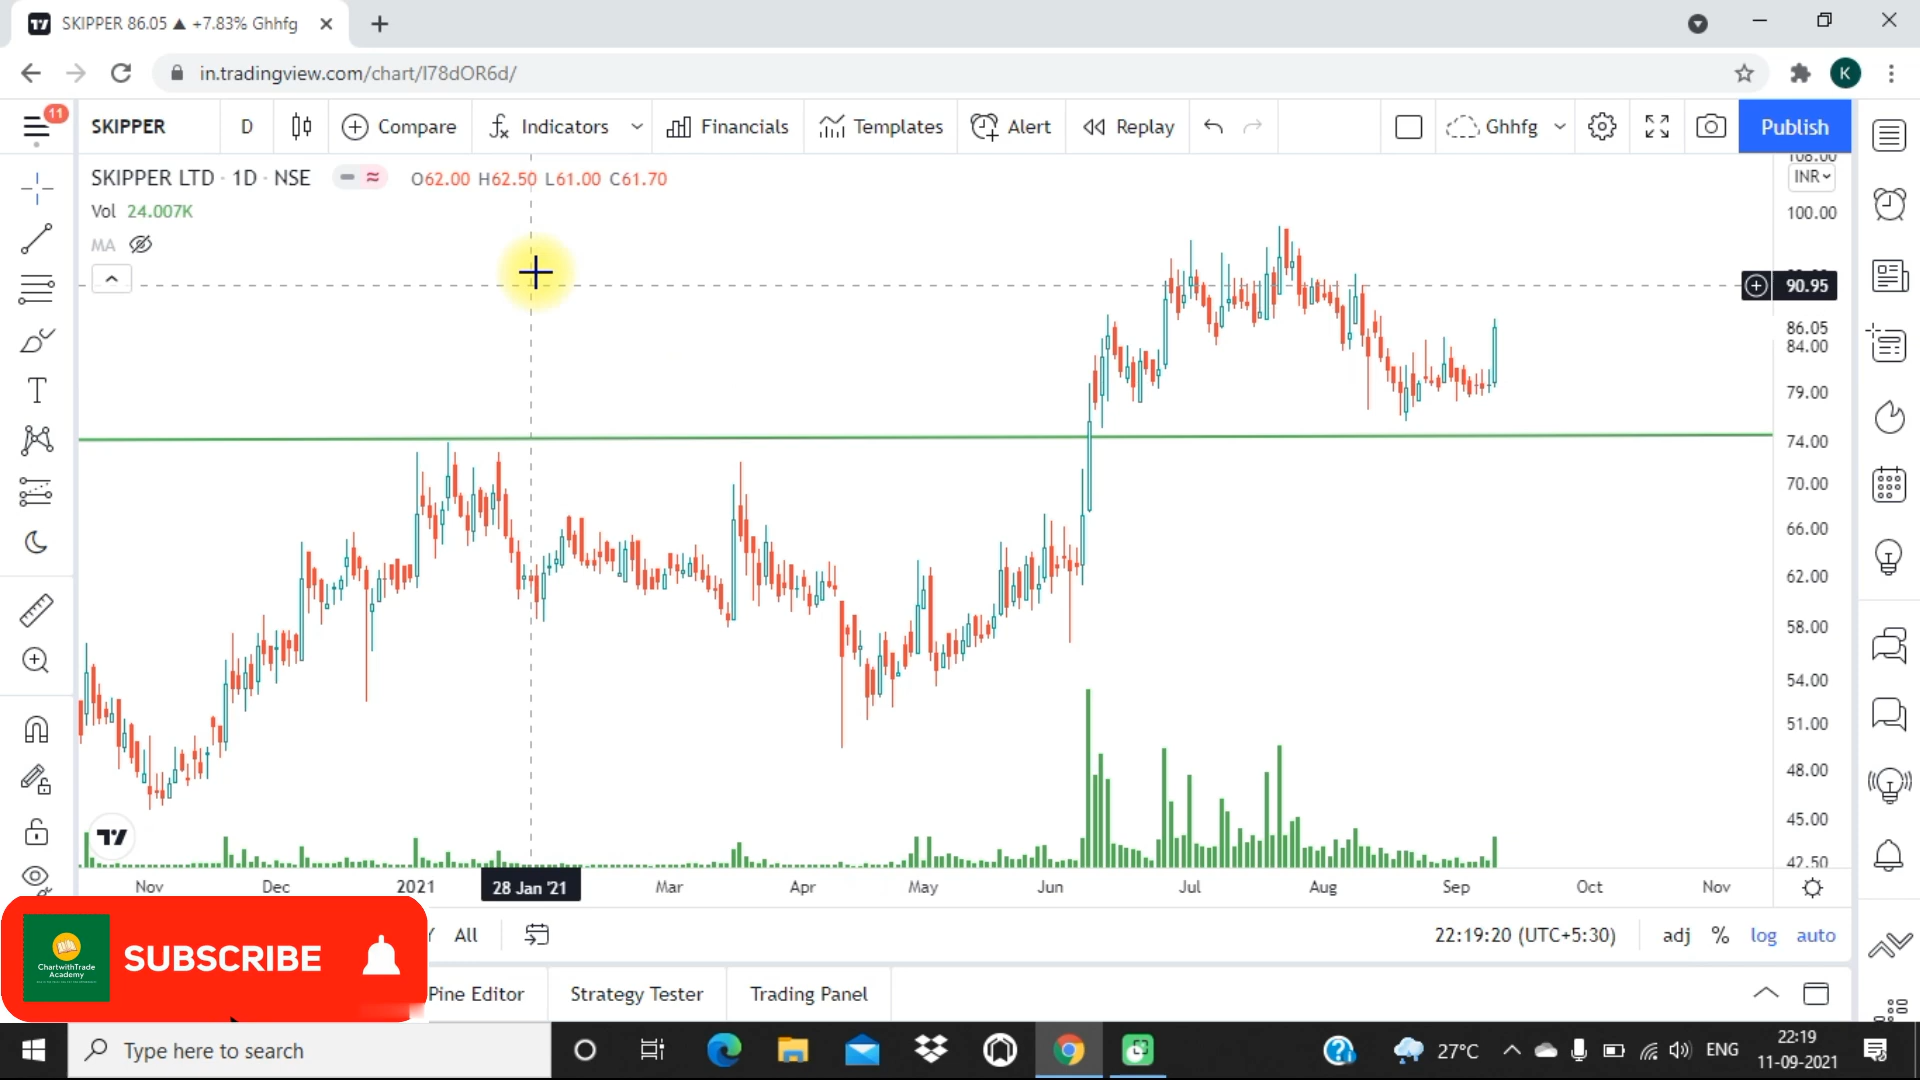 SKIPPER 86.05 ▲ +7.83% Ghhfg
in.tradingview.com/chart/I78dOR6d/
K
11
SKIPPER D Compare Indicators Financials Templates Alert Replay Ghhfg Publish
SKIPPER LTD · 1D · NSE O62.00 H62.50 L61.00 C61.70
Vol 24.007K
MA
INR
100.00
90.95
86.05
84.00
79.00
74.00
70.00
66.00
62.00
58.00
54.00
51.00
48.00
45.00
42.50
Nov Dec 2021 28 Jan '21 Mar Apr May Jun Jul Aug Sep Oct Nov
All 22:19:20 (UTC+5:30) adj % log auto
ChartwithTrade
Academy
SUBSCRIBE
Pine Editor Strategy Tester Trading Panel
Type here to search
27°C ENG 22:19
11-09-2021